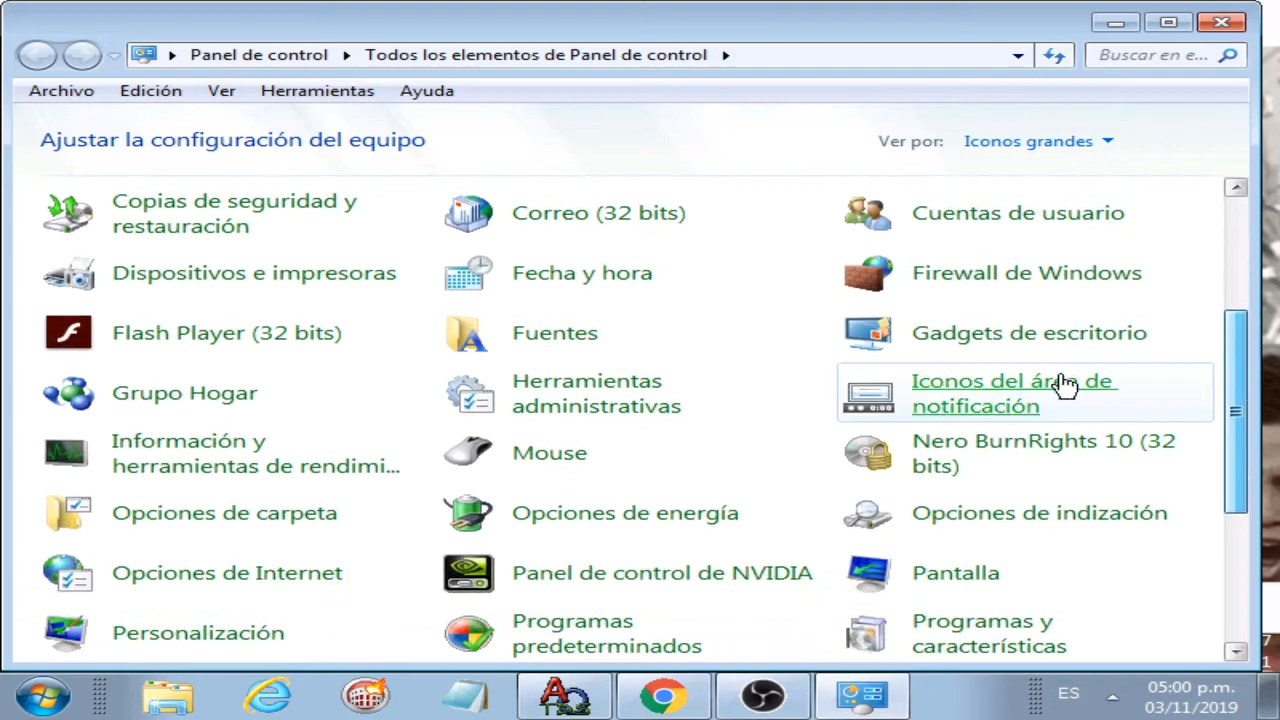 Panel de control
Todos los elementos de Panel de control
Buscar en e...
Archivo Edición Ver Herramientas Ayuda
Ajustar la configuración del equipo
Ver por: Iconos grandes
Copias de seguridad y
restauración
Correo (32 bits)
Cuentas de usuario
Dispositivos e impresoras
Fecha y hora
Firewall de Windows
Flash Player (32 bits)
Fuentes
Gadgets de escritorio
Grupo Hogar
Herramientas
administrativas
Iconos del área de
notificación
Información y
herramientas de rendimi...
Mouse
Nero BurnRights 10 (32
bits)
Opciones de carpeta
Opciones de energía
Opciones de indización
Opciones de Internet
Panel de control de NVIDIA
Pantalla
Personalización
Programas
predeterminados
Programas y
características
ES
05:00 p.m.
03/11/2019